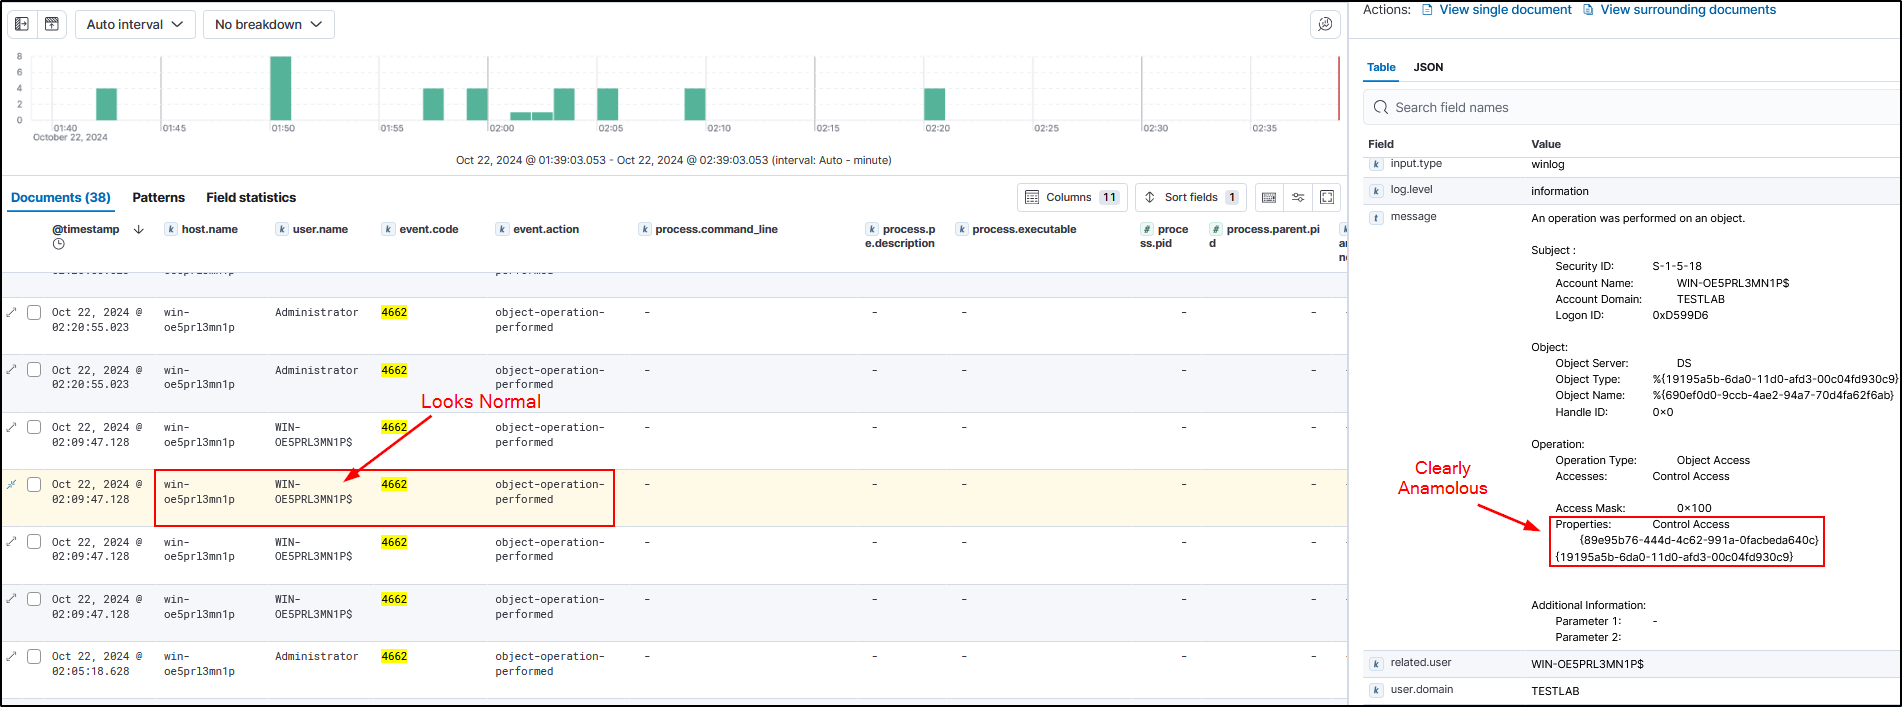 Auto interval
No breakdown
8
6
4
2
0
01:40
01:45
01:50
01:55
02:00
02:05
02:10
02:15
02:20
02:25
02:30
02:35
October 22, 2024
Oct 22, 2024 @ 01:39:03.053 - Oct 22, 2024 @ 02:39:03.053 (interval: Auto - minute)
Documents (38)
Patterns
Field statistics
Columns 11
Sort fields 1
@timestamp
k host.name
k user.name
k event.code
k event.action
k process.command_line
k process.p
e.description
k process.executable
# proce
ss.pid
# process.parent.pi
d
performed
Oct 22, 2024 @
02:20:55.023
win-
oe5prl3mn1p
Administrator
4662
object-operation-
performed
- - - - -
Oct 22, 2024 @
02:20:55.023
win-
oe5prl3mn1p
Administrator
4662
object-operation-
performed
- - - - -
Looks Normal
Oct 22, 2024 @
02:09:47.128
win-
oe5prl3mn1p
WIN-
OE5PRL3MN1P$
4662
object-operation-
performed
- - - - -
Oct 22, 2024 @
02:09:47.128
win-
oe5prl3mn1p
WIN-
OE5PRL3MN1P$
4662
object-operation-
performed
- - - - -
Oct 22, 2024 @
02:09:47.128
win-
oe5prl3mn1p
WIN-
OE5PRL3MN1P$
4662
object-operation-
performed
- - - - -
Oct 22, 2024 @
02:09:47.128
win-
oe5prl3mn1p
WIN-
OE5PRL3MN1P$
4662
object-operation-
performed
- - - - -
Oct 22, 2024 @
02:05:18.628
win-
oe5prl3mn1p
Administrator
4662
object-operation-
performed
- - - - -
Actions: View single document View surrounding documents
Table JSON
Search field names
Field Value
k input.type winlog
k log.level information
t message An operation was performed on an object.
Subject :
Security ID: S-1-5-18
Account Name: WIN-OE5PRL3MN1P$
Account Domain: TESTLAB
Logon ID: 0xD599D6
Object:
Object Server: DS
Object Type: %{19195a5b-6da0-11d0-afd3-00c04fd930c9}
Object Name: %{690ef0d0-9ccb-4ae2-94a7-70d4fa62f6ab}
Handle ID: 0x0
Operation:
Operation Type: Object Access
Accesses: Control Access
Clearly
Anamolous
Access Mask: 0x100
Properties: Control Access
{89e95b76-444d-4c62-991a-0facbeda640c}
{19195a5b-6da0-11d0-afd3-00c04fd930c9}
Additional Information:
Parameter 1: -
Parameter 2:
k related.user WIN-OE5PRL3MN1P$
k user.domain TESTLAB